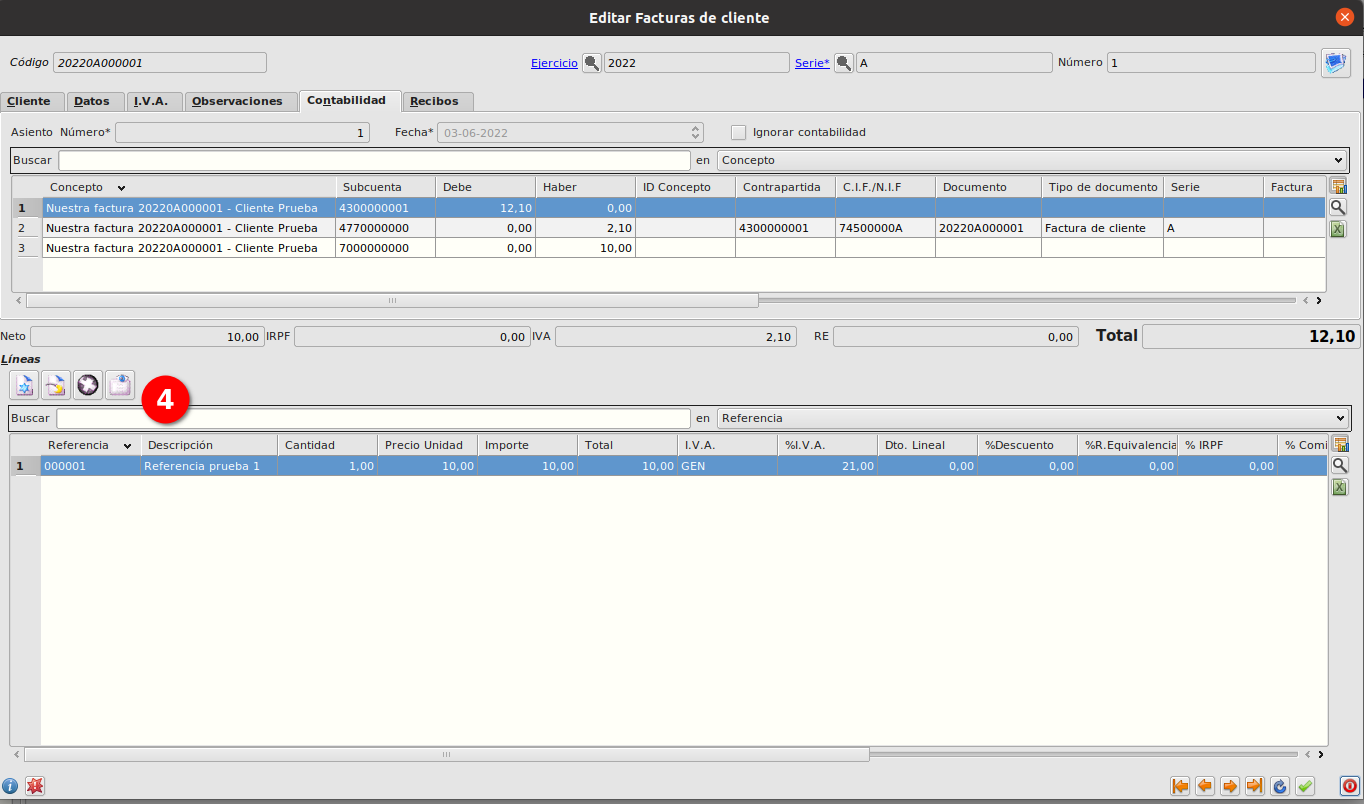 Editar Facturas de cliente
Código 20220A000001 Ejercicio 2022 Serie* A Número 1
Cliente Datos I.V.A. Observaciones Contabilidad Recibos
Asiento Número* 1 Fecha* 03-06-2022 Ignorar contabilidad
Buscar en Concepto
Concepto Subcuenta Debe Haber ID Concepto Contrapartida C.I.F./N.I.F Documento Tipo de documento Serie Factura
1 Nuestra factura 20220A000001 - Cliente Prueba 4300000001 12,10 0,00
2 Nuestra factura 20220A000001 - Cliente Prueba 4770000000 0,00 2,10 4300000001 74500000A 20220A000001 Factura de cliente A
3 Nuestra factura 20220A000001 - Cliente Prueba 7000000000 0,00 10,00
Neto 10,00 IRPF 0,00 IVA 2,10 RE 0,00 Total 12,10
Líneas
4
Buscar en Referencia
Referencia Descripción Cantidad Precio Unidad Importe Total I.V.A. %I.V.A. Dto. Lineal %Descuento %R.Equivalencia % IRPF % Comi
1 000001 Referencia prueba 1 1,00 10,00 10,00 10,00 GEN 21,00 0,00 0,00 0,00 0,00